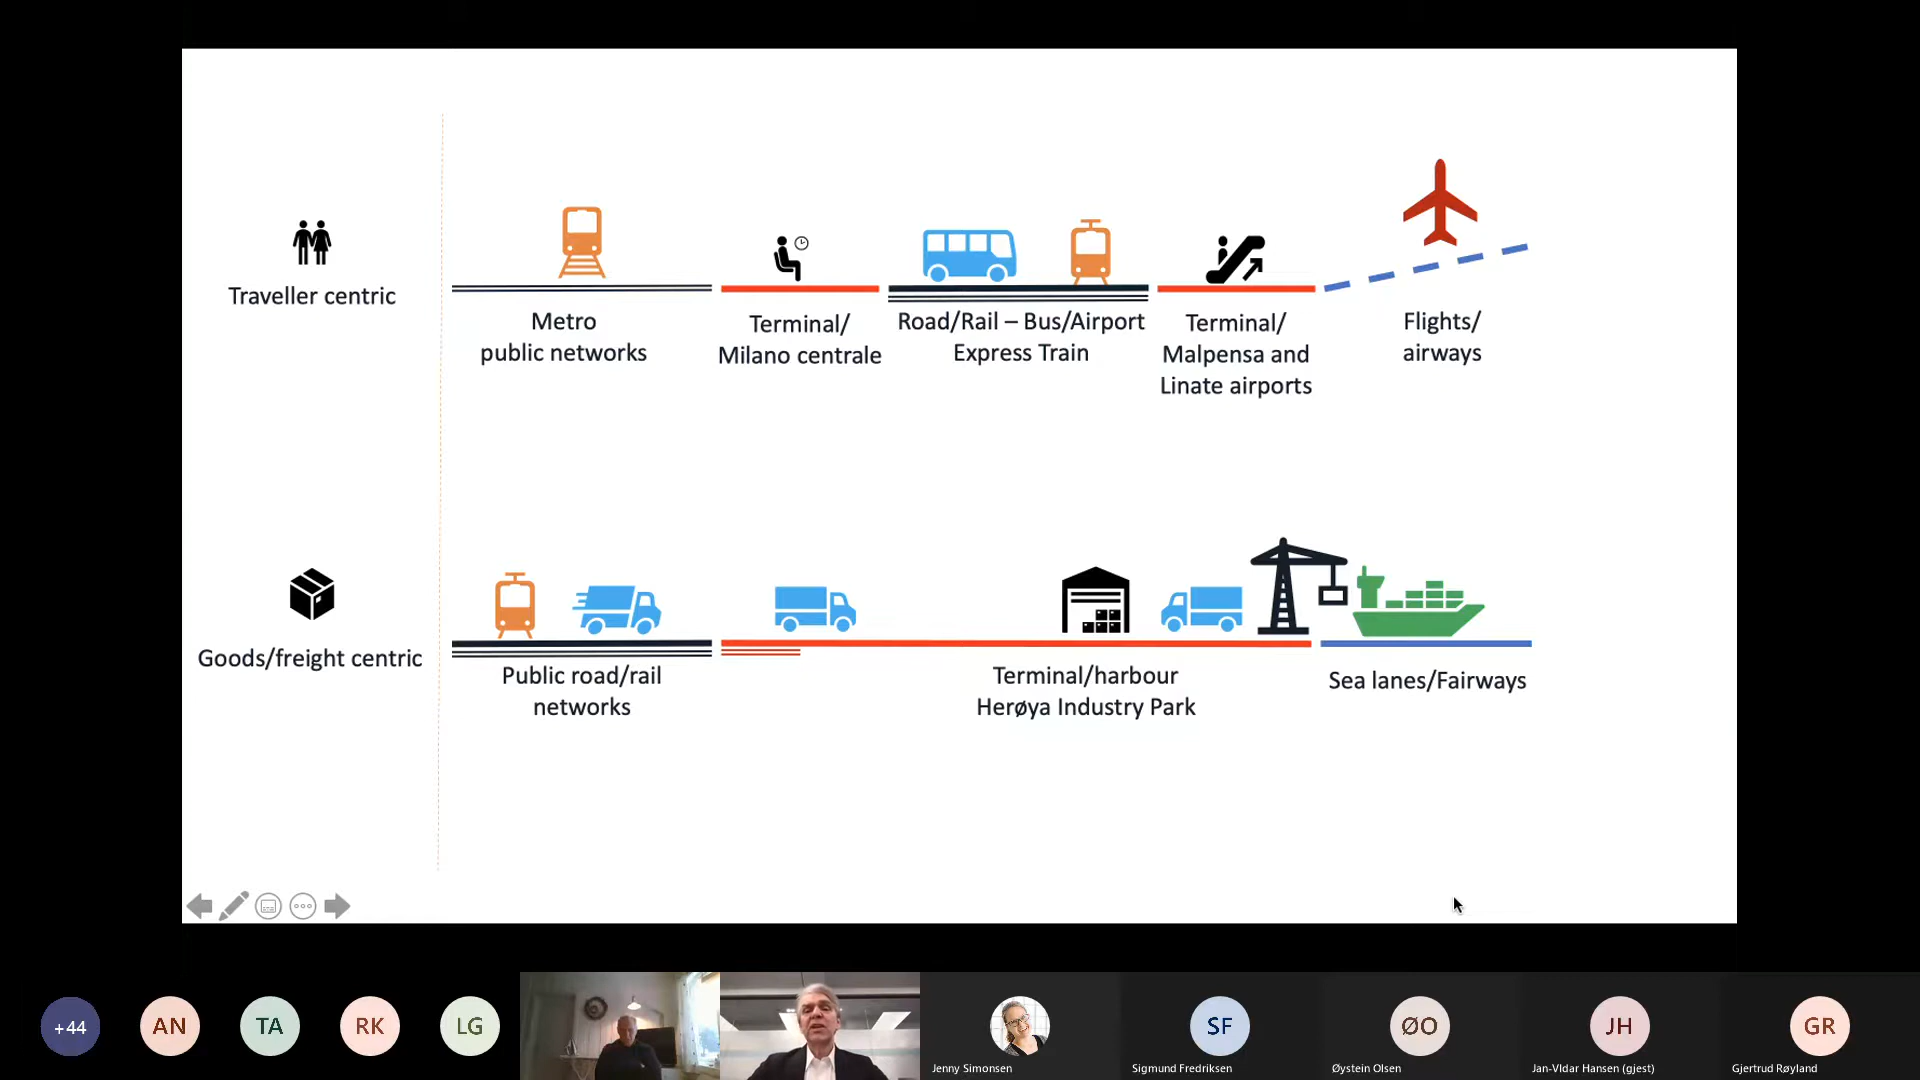 Traveller centric
Metro
public networks
Terminal/
Milano centrale
Road/Rail – Bus/Airport
Express Train
Terminal/
Malpensa and
Linate airports
Flights/
airways
Goods/freight centric
Public road/rail
networks
Terminal/harbour
Herøya Industry Park
Sea lanes/Fairways
+44
AN
TA
RK
LG
Jenny Simonsen
SF
Sigmund Fredriksen
ØO
Øystein Olsen
JH
Jan-VIdar Hansen (gjest)
GR
Gjertrud Røyland